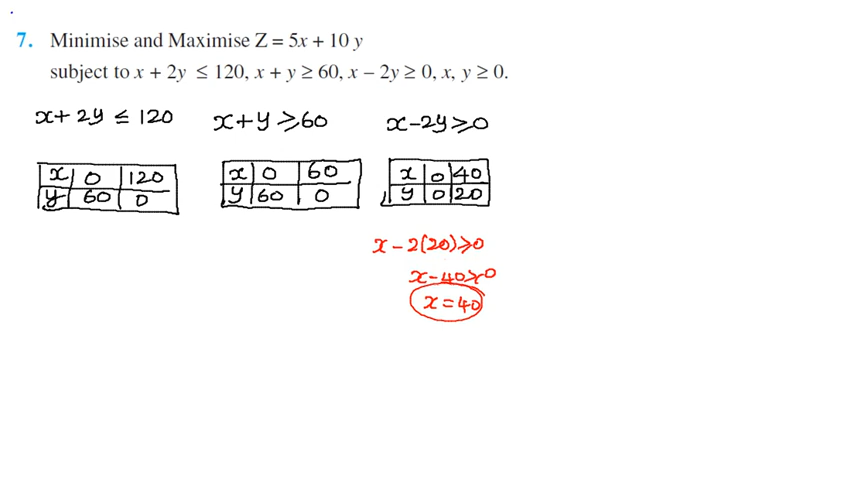 7. Minimise and Maximise Z = 5x + 10 y
subject to x + 2y ≤ 120, x + y ≥ 60, x – 2y ≥ 0, x, y ≥ 0.
x + 2y ≤ 120 x + y ≥ 60 x - 2y ≥ 0
x 0 120 x 0 60 x 0 40
y 60 0 y 60 0 y 0 20
x - 2(20) ≥ 0
x - 40 ≥ 0
x = 40